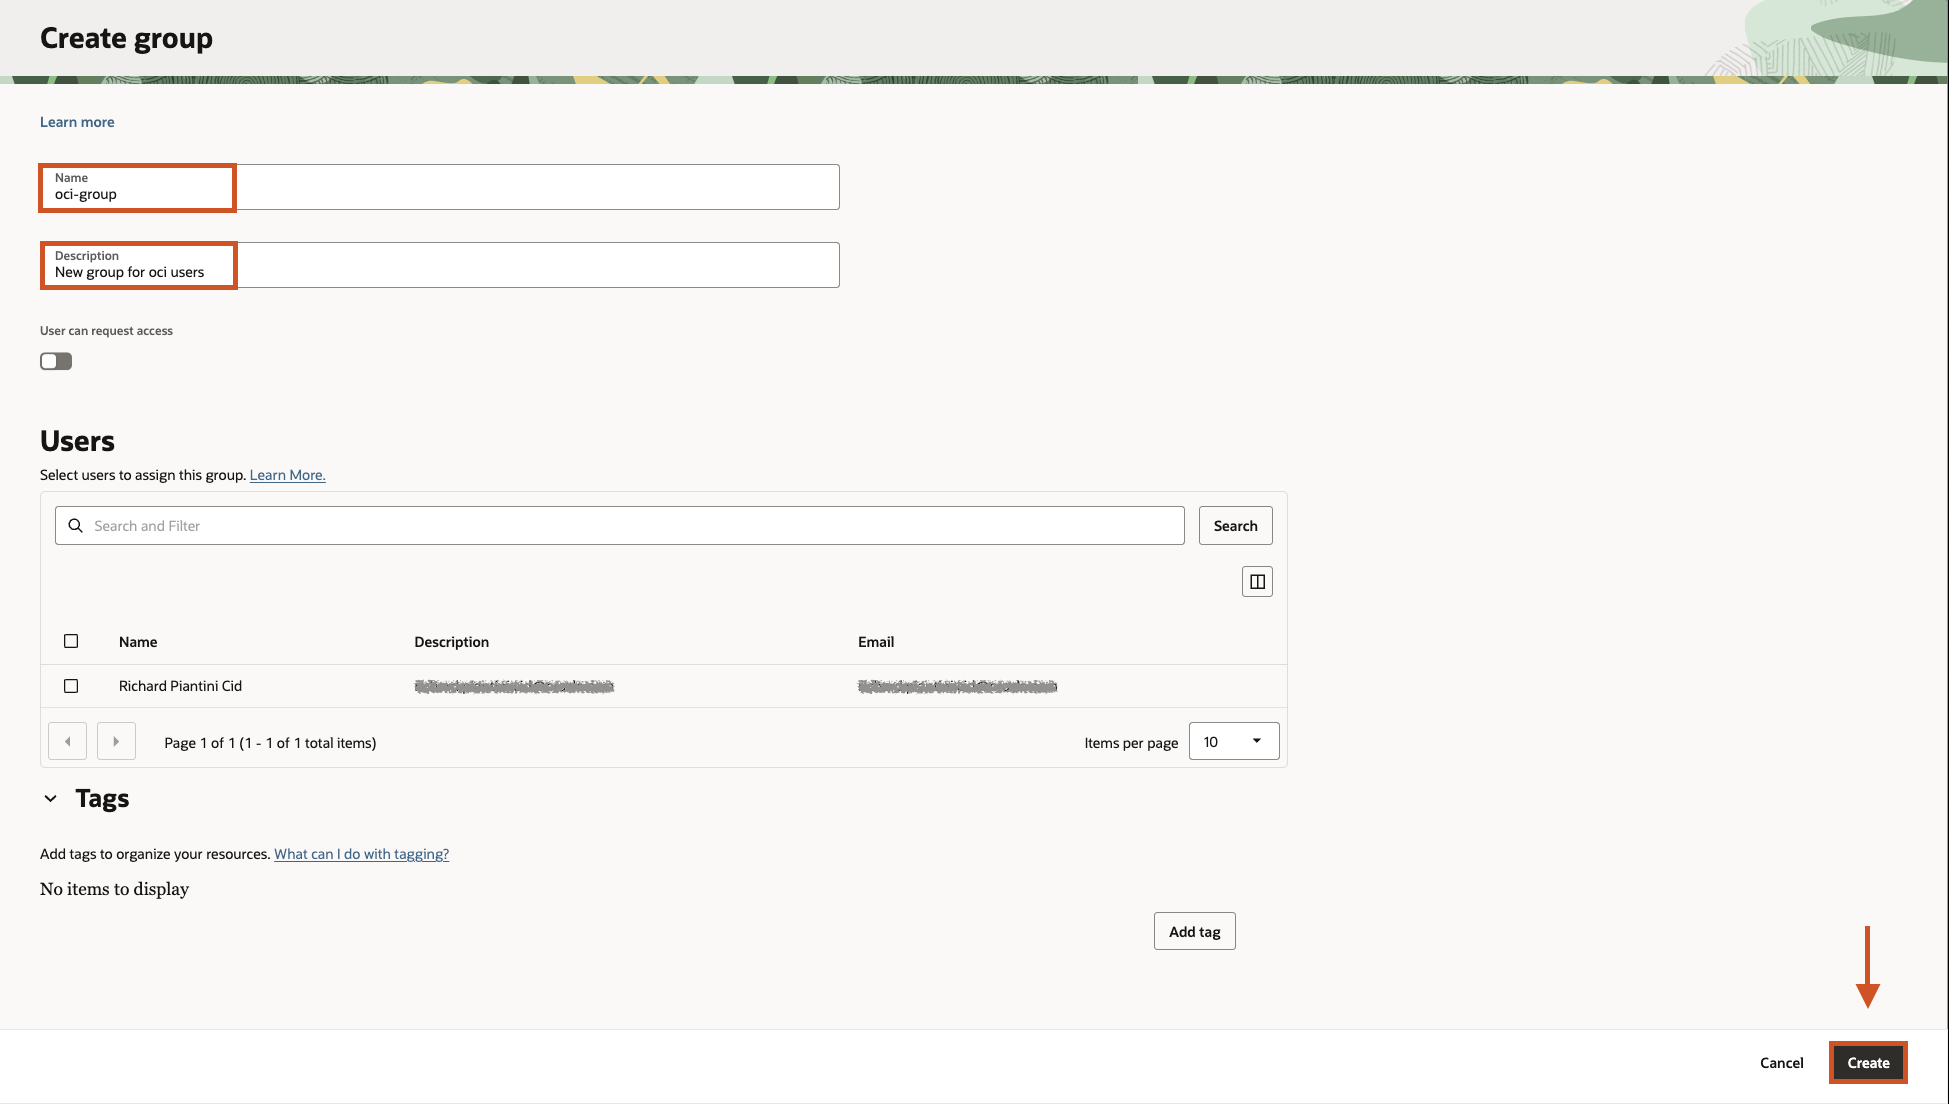 Create group
Learn more
Name
oci-group
Description
New group for oci users
User can request access
Users
Select users to assign this group. Learn More.
Search and Filter
Search
Name Description Email
Richard Piantini Cid
Page 1 of 1 (1 - 1 of 1 total items)
Items per page 10
Tags
Add tags to organize your resources. What can I do with tagging?
No items to display
Add tag
Cancel Create